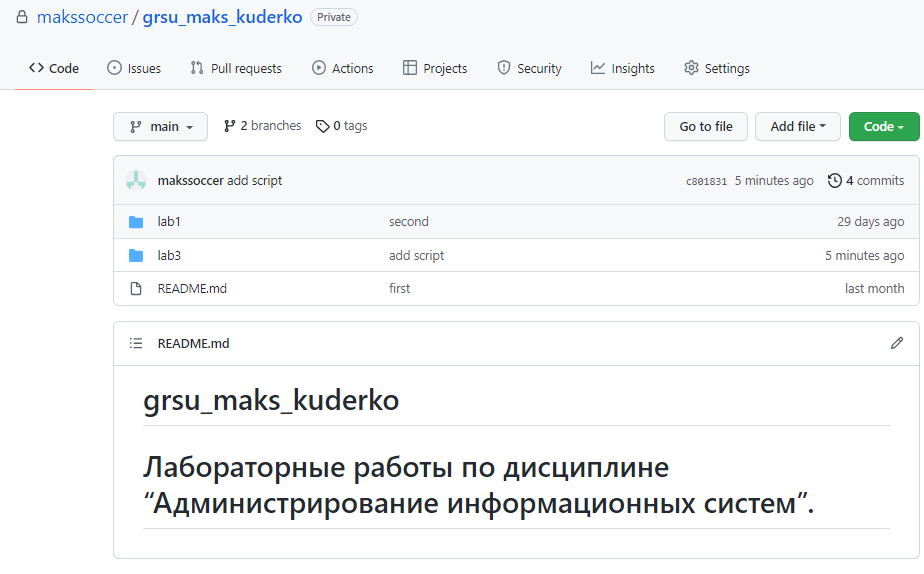 makssoccer / grsu_maks_kuderko Private
Code Issues Pull requests Actions Projects Security Insights Settings
main 2 branches 0 tags Go to file Add file Code
makssoccer add script c801831 5 minutes ago 4 commits
lab1 second 29 days ago
lab3 add script 5 minutes ago
README.md first last month
README.md
grsu_maks_kuderko
Лабораторные работы по дисциплине
“Администрирование информационных систем”.